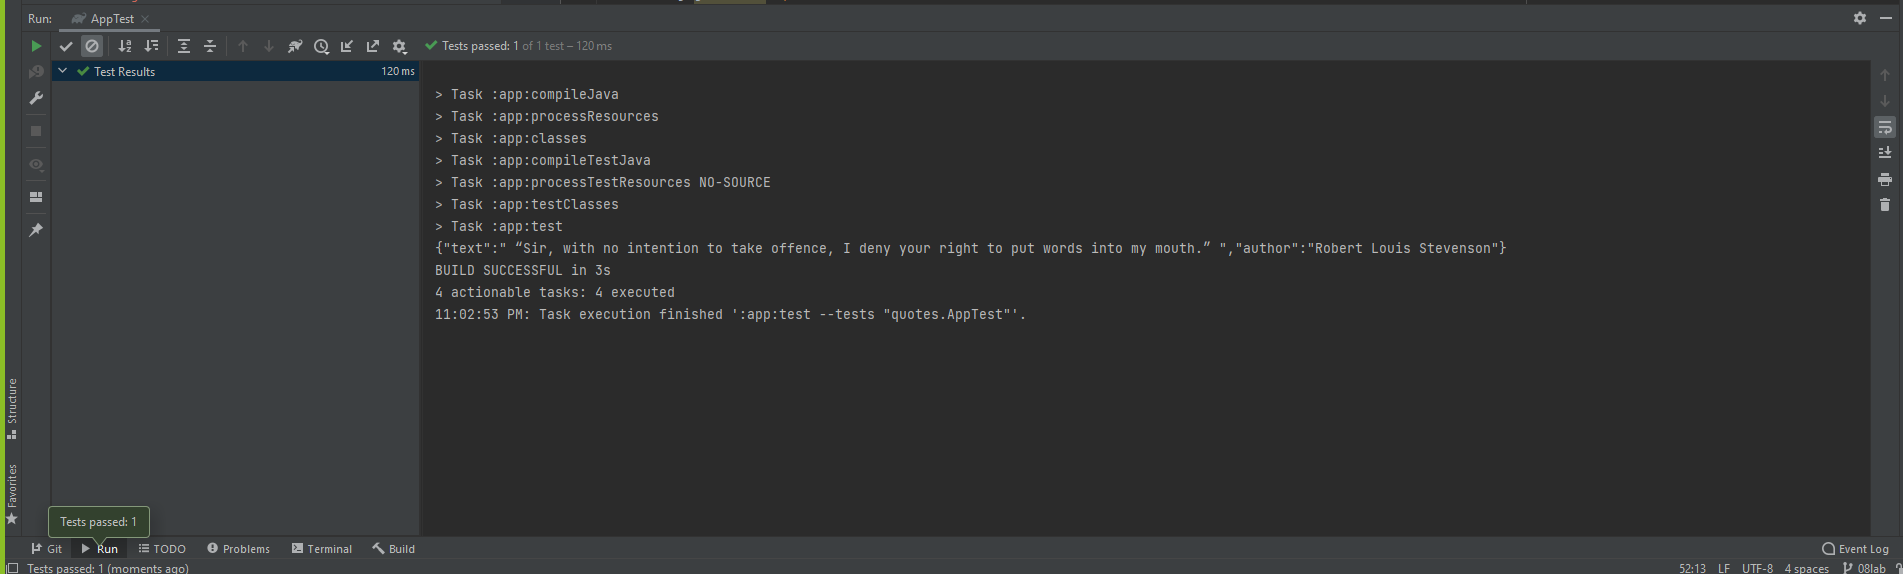 Run: AppTest
Tests passed: 1 of 1 test – 120 ms
Test Results 120 ms
> Task :app:compileJava
> Task :app:processResources
> Task :app:classes
> Task :app:compileTestJava
> Task :app:processTestResources NO-SOURCE
> Task :app:testClasses
> Task :app:test
{"text":" “Sir, with no intention to take offence, I deny your right to put words into my mouth.” ","author":"Robert Louis Stevenson"}
BUILD SUCCESSFUL in 3s
4 actionable tasks: 4 executed
11:02:53 PM: Task execution finished ':app:test --tests "quotes.AppTest"'.
Structure
Favorites
Tests passed: 1
Git Run TODO Problems Terminal Build Event Log
Tests passed: 1 (moments ago) 52:13 LF UTF-8 4 spaces 08lab